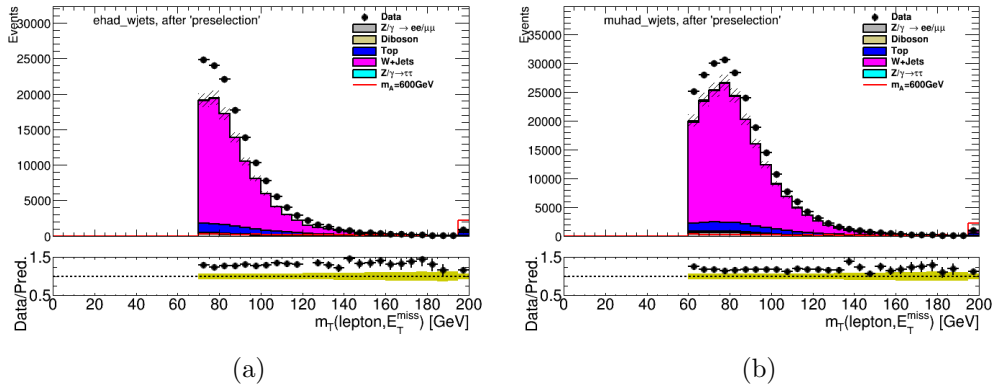 ehad_wjets, after 'preselection'
Events
Data
Z/γ → ee/μμ
Diboson
Top
W+Jets
Z/γ→ττ
m_A=600GeV
30000
25000
20000
15000
10000
5000
0
Data/Pred.
1.5
1
0.5
0 20 40 60 80 100 120 140 160 180 200
m_T(lepton,E_T^miss) [GeV]
(a)
muhad_wjets, after 'preselection'
Events
Data
Z/γ → ee/μμ
Diboson
Top
W+Jets
Z/γ→ττ
m_A=600GeV
40000
35000
30000
25000
20000
15000
10000
5000
0
Data/Pred.
1.5
1
0.5
0 20 40 60 80 100 120 140 160 180 200
m_T(lepton,E_T^miss) [GeV]
(b)